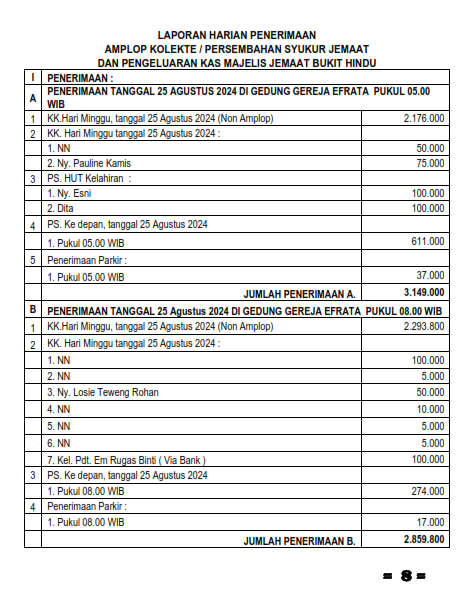 LAPORAN HARIAN PENERIMAAN
AMPLOP KOLEKTE / PERSEMBAHAN SYUKUR JEMAAT
DAN PENGELUARAN KAS MAJELIS JEMAAT BUKIT HINDU
I PENERIMAAN :
A PENERIMAAN TANGGAL 25 AGUSTUS 2024 DI GEDUNG GEREJA EFRATA PUKUL 05.00
WIB
1 KK.Hari Minggu, tanggal 25 Agustus 2024 (Non Amplop) 2.176.000
2 KK. Hari Minggu tanggal 25 Agustus 2024 :
1. NN 50.000
2. Ny. Pauline Kamis 75.000
3 PS. HUT Kelahiran :
1. Ny. Esni 100.000
2. Dita 100.000
4 PS. Ke depan, tanggal 25 Agustus 2024
1. Pukul 05.00 WIB 611.000
5 Penerimaan Parkir :
1. Pukul 05.00 WIB 37.000
JUMLAH PENERIMAAN A. 3.149.000
B PENERIMAAN TANGGAL 25 Agustus 2024 DI GEDUNG GEREJA EFRATA PUKUL 08.00 WIB
1 KK.Hari Minggu, tanggal 25 Agustus 2024 (Non Amplop) 2.293.800
2 KK. Hari Minggu tanggal 25 Agustus 2024 :
1. NN 100.000
2. NN 5.000
3. Ny. Losie Teweng Rohan 50.000
4. NN 10.000
5. NN 5.000
6. NN 5.000
7. Kel. Pdt. Em Rugas Binti ( Via Bank ) 100.000
3 PS. Ke depan, tanggal 25 Agustus 2024
1. Pukul 08.00 WIB 274.000
4 Penerimaan Parkir :
1. Pukul 08.00 WIB 17.000
JUMLAH PENERIMAAN B. 2.859.800
= 8 =